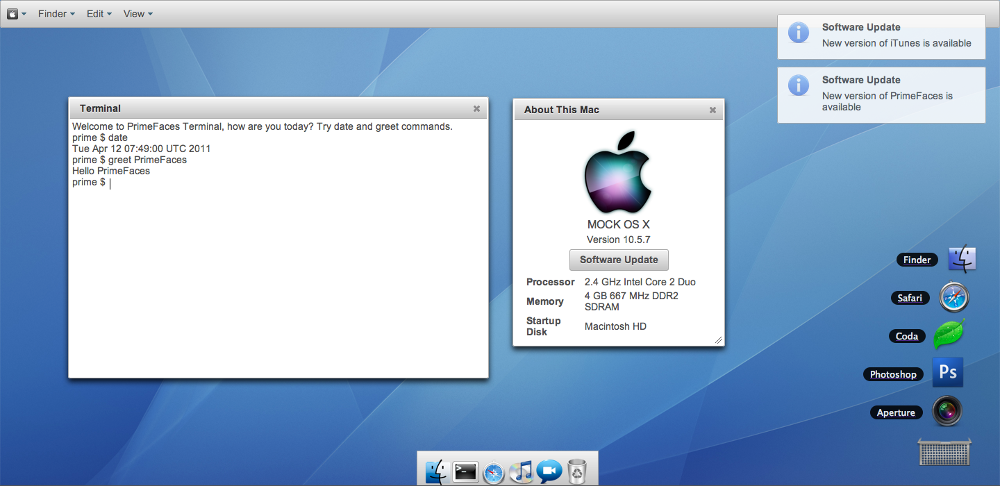 Finder Edit View
Software Update
New version of iTunes is available
Software Update
New version of PrimeFaces is
available
Terminal
Welcome to PrimeFaces Terminal, how are you today? Try date and greet commands.
prime $ date
Tue Apr 12 07:49:00 UTC 2011
prime $ greet PrimeFaces
Hello PrimeFaces
prime $
About This Mac
MOCK OS X
Version 10.5.7
Software Update
Processor 2.4 GHz Intel Core 2 Duo
Memory 4 GB 667 MHz DDR2
SDRAM
Startup
Disk Macintosh HD
Finder
Safari
Coda
Photoshop Ps
Aperture
>_